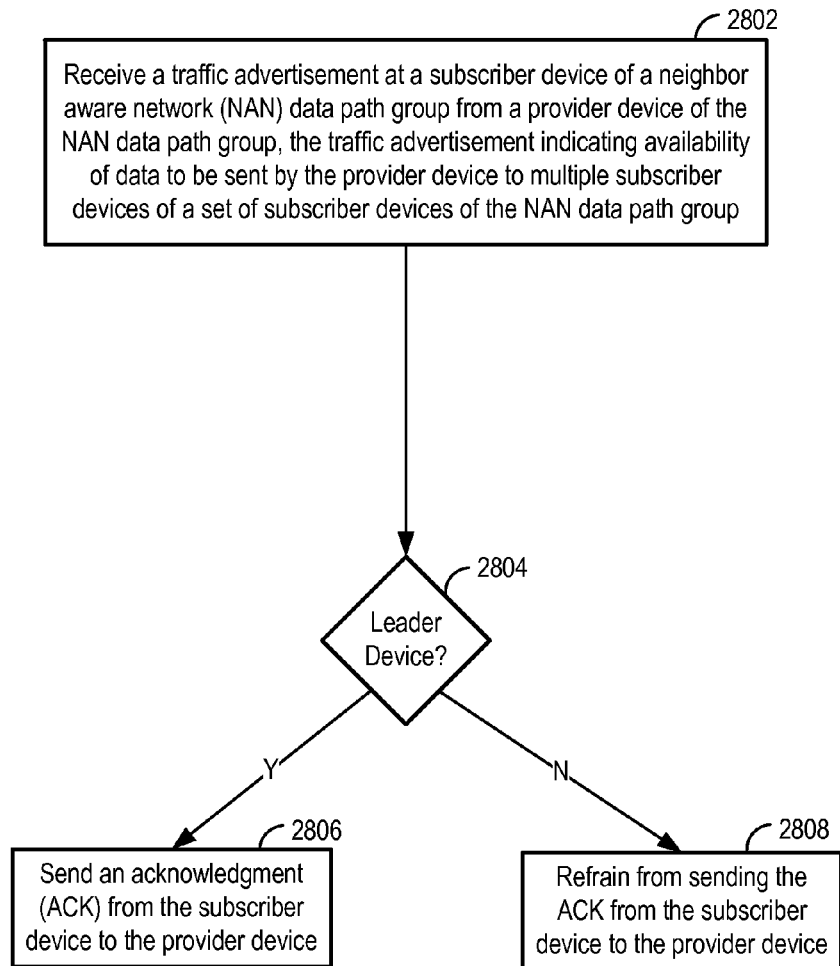 2802
Receive a traffic advertisement at a subscriber device of a neighbor
aware network (NAN) data path group from a provider device of the
NAN data path group, the traffic advertisement indicating availability
of data to be sent by the provider device to multiple subscriber
devices of a set of subscriber devices of the NAN data path group
2804
Leader
Device?
Y
N
2806
Send an acknowledgment
(ACK) from the subscriber
device to the provider device
2808
Refrain from sending the
ACK from the subscriber
device to the provider device